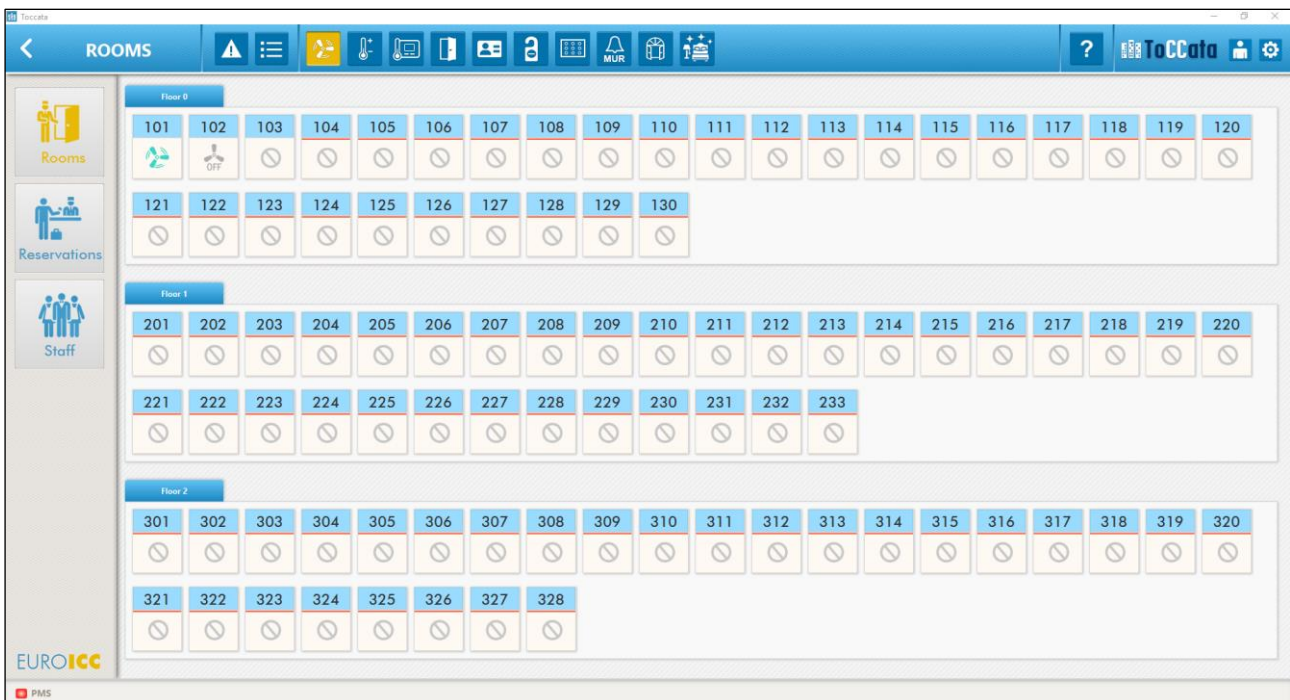 Toccata
ROOMS
MUR
?
ToCCata
Rooms
Reservations
Staff
Floor 0
101 102 103 104 105 106 107 108 109 110 111 112 113 114 115 116 117 118 119 120
OFF
121 122 123 124 125 126 127 128 129 130
Floor 1
201 202 203 204 205 206 207 208 209 210 211 212 213 214 215 216 217 218 219 220
221 222 223 224 225 226 227 228 229 230 231 232 233
Floor 2
301 302 303 304 305 306 307 308 309 310 311 312 313 314 315 316 317 318 319 320
321 322 323 324 325 326 327 328
EUROICC
PMS